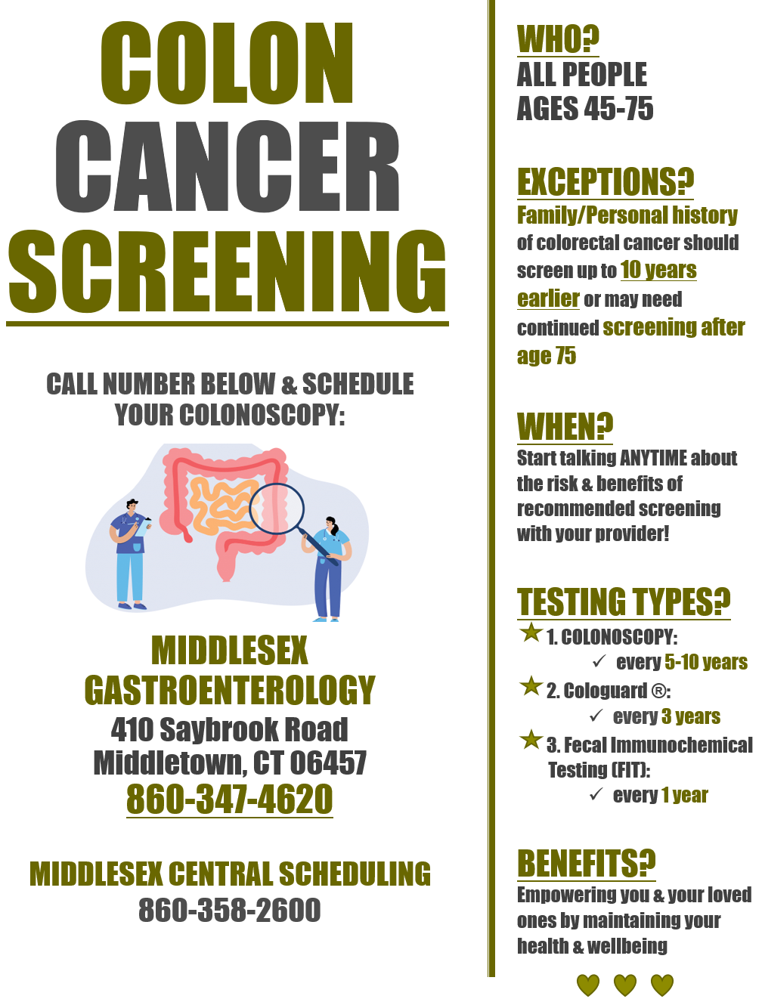 COLON
CANCER
SCREENING
CALL NUMBER BELOW & SCHEDULE
YOUR COLONOSCOPY:
MIDDLESEX
GASTROENTEROLOGY
410 Saybrook Road
Middletown, CT 06457
860-347-4620
MIDDLESEX CENTRAL SCHEDULING
860-358-2600
WHO?
ALL PEOPLE
AGES 45-75
EXCEPTIONS?
Family/Personal history
of colorectal cancer should
screen up to 10 years
earlier or may need
continued screening after
age 75
WHEN?
Start talking ANYTIME about
the risk & benefits of
recommended screening
with your provider!
TESTING TYPES?
1. COLONOSCOPY:
✓ every 5-10 years
2. Cologuard ®:
✓ every 3 years
3. Fecal Immunochemical
Testing (FIT):
✓ every 1 year
BENEFITS?
Empowering you & your loved
ones by maintaining your
health & wellbeing